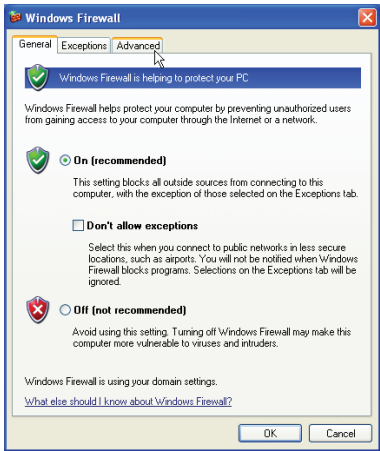 Windows Firewall
General Exceptions Advanced
Windows Firewall is helping to protect your PC
Windows Firewall helps protect your computer by preventing unauthorized users
from gaining access to your computer through the Internet or a network.
On (recommended)
This setting blocks all outside sources from connecting to this
computer, with the exception of those selected on the Exceptions tab.
Don't allow exceptions
Select this when you connect to public networks in less secure
locations, such as airports. You will not be notified when Windows
Firewall blocks programs. Selections on the Exceptions tab will be
ignored.
Off (not recommended)
Avoid using this setting. Turning off Windows Firewall may make this
computer more vulnerable to viruses and intruders.
Windows Firewall is using your domain settings.
What else should I know about Windows Firewall?
OK Cancel